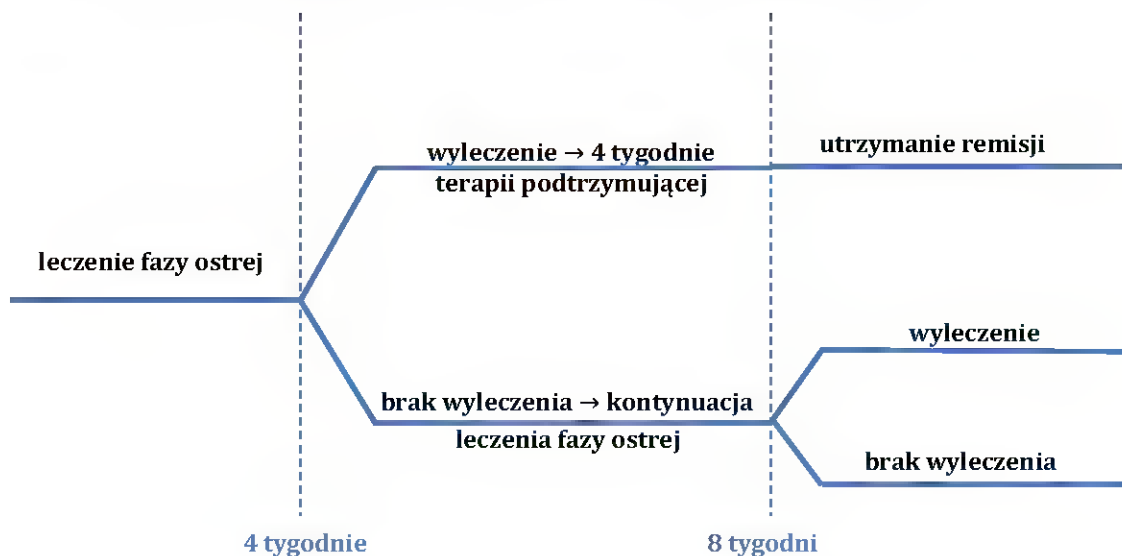 utrzymanie remisji
wyleczenie → 4 tygodnie
terapii podtrzymującej
leczenie fazy ostrej
wyleczenie
brak wyleczenia → kontynuacja
leczenia fazy ostrej
brak wyleczenia
4 tygodnie
8 tygodni